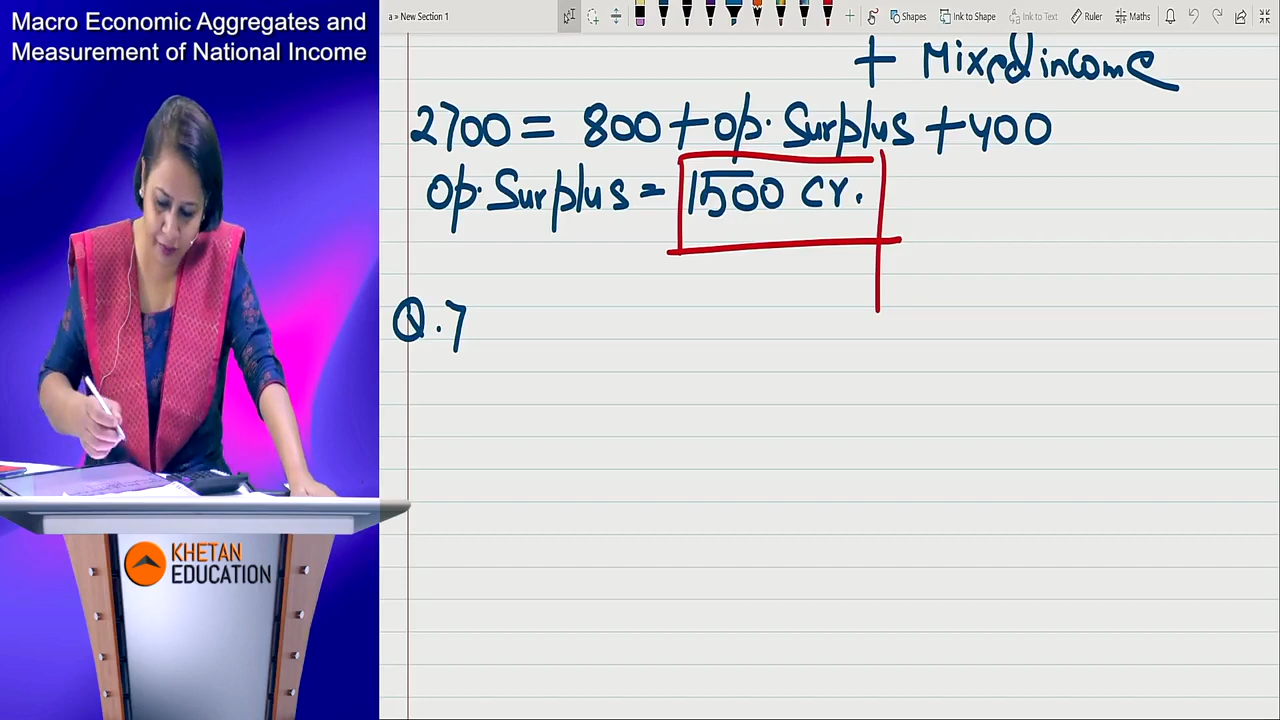 Macro Economic Aggregates and
Measurement of National Income
a » New Section 1
Shapes
Ink to Shape
Ink to Text
Ruler
Maths
+ Mixed income
2700 = 800 + op. Surplus + 400
Op. Surplus = 1500 cr.
Q.7
KHETAN
EDUCATION